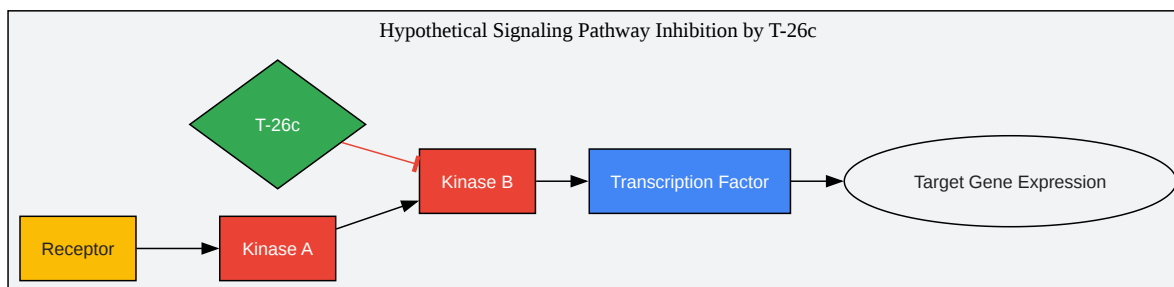 Hypothetical Signaling Pathway Inhibition by T-26c
T-26c
Kinase B
Transcription Factor
Target Gene Expression
Receptor
Kinase A